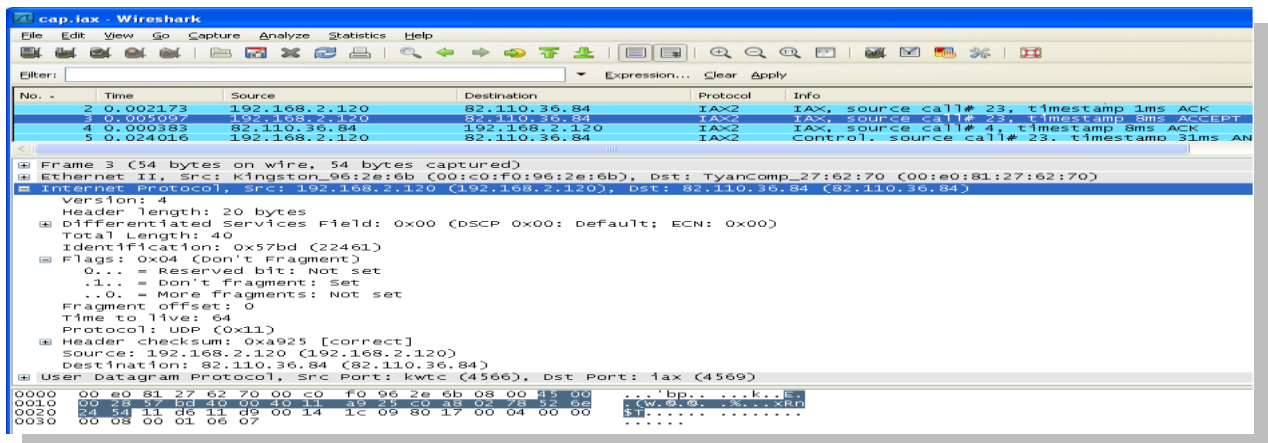 cap.iax - Wireshark
File Edit View Go Capture Analyze Statistics Help
Filter: Expression... Clear Apply
No. - Time Source Destination Protocol Info
2 0.002173 192.168.2.120 82.110.36.84 IAX2 IAX, source call# 23, timestamp 1ms ACK
3 0.005097 192.168.2.120 82.110.36.84 IAX2 IAX, source call# 23, timestamp 8ms ACCEPT
4 0.000383 82.110.36.84 192.168.2.120 IAX2 IAX, source call# 4, timestamp 8ms ACK
5 0.024016 192.168.2.120 82.110.36.84 IAX2 Control, source call# 23, timestamp 31ms AN
Frame 3 (54 bytes on wire, 54 bytes captured)
Ethernet II, Src: Kingston_96:2e:6b (00:c0:f0:96:2e:6b), Dst: TyanComp_27:62:70 (00:e0:81:27:62:70)
Internet Protocol, Src: 192.168.2.120 (192.168.2.120), Dst: 82.110.36.84 (82.110.36.84)
Version: 4
Header length: 20 bytes
Differentiated Services Field: 0x00 (DSCP 0x00: Default; ECN: 0x00)
Total Length: 40
Identification: 0x57bd (22461)
Flags: 0x04 (Don't Fragment)
0... = Reserved bit: Not set
.1.. = Don't fragment: Set
..0. = More fragments: Not set
Fragment offset: 0
Time to live: 64
Protocol: UDP (0x11)
Header checksum: 0xa925 [correct]
Source: 192.168.2.120 (192.168.2.120)
Destination: 82.110.36.84 (82.110.36.84)
User Datagram Protocol, Src Port: kwtc (4566), Dst Port: iax (4569)
0000 00 e0 81 27 62 70 00 c0 f0 96 2e 6b 08 00 45 00 ...'bp.. ...k..E.
0010 00 28 57 bd 40 00 40 11 a9 25 c0 a8 02 78 52 6e .(W.@.@. .%...xRn
0020 24 54 11 d6 11 d9 00 14 1c 09 80 17 00 04 00 00 $T...... ........
0030 00 08 00 01 06 07 ......